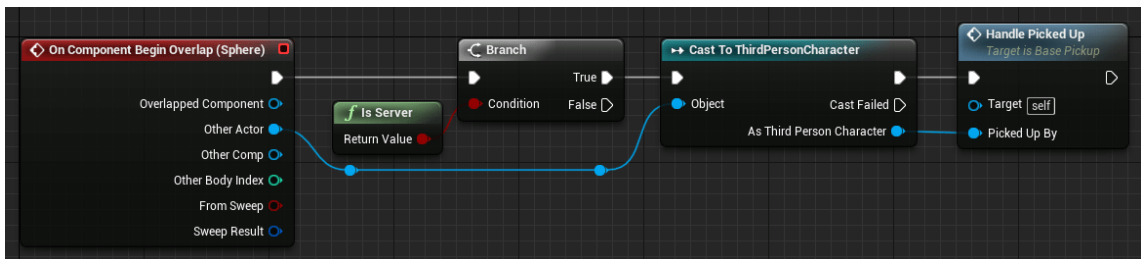 On Component Begin Overlap (Sphere)
Overlapped Component
Other Actor
Other Comp
Other Body Index
From Sweep
Sweep Result
f Is Server
Return Value
Branch
True
Condition
False
Cast To ThirdPersonCharacter
Object
Cast Failed
As Third Person Character
Handle Picked Up
Target is Base Pickup
Target self
Picked Up By